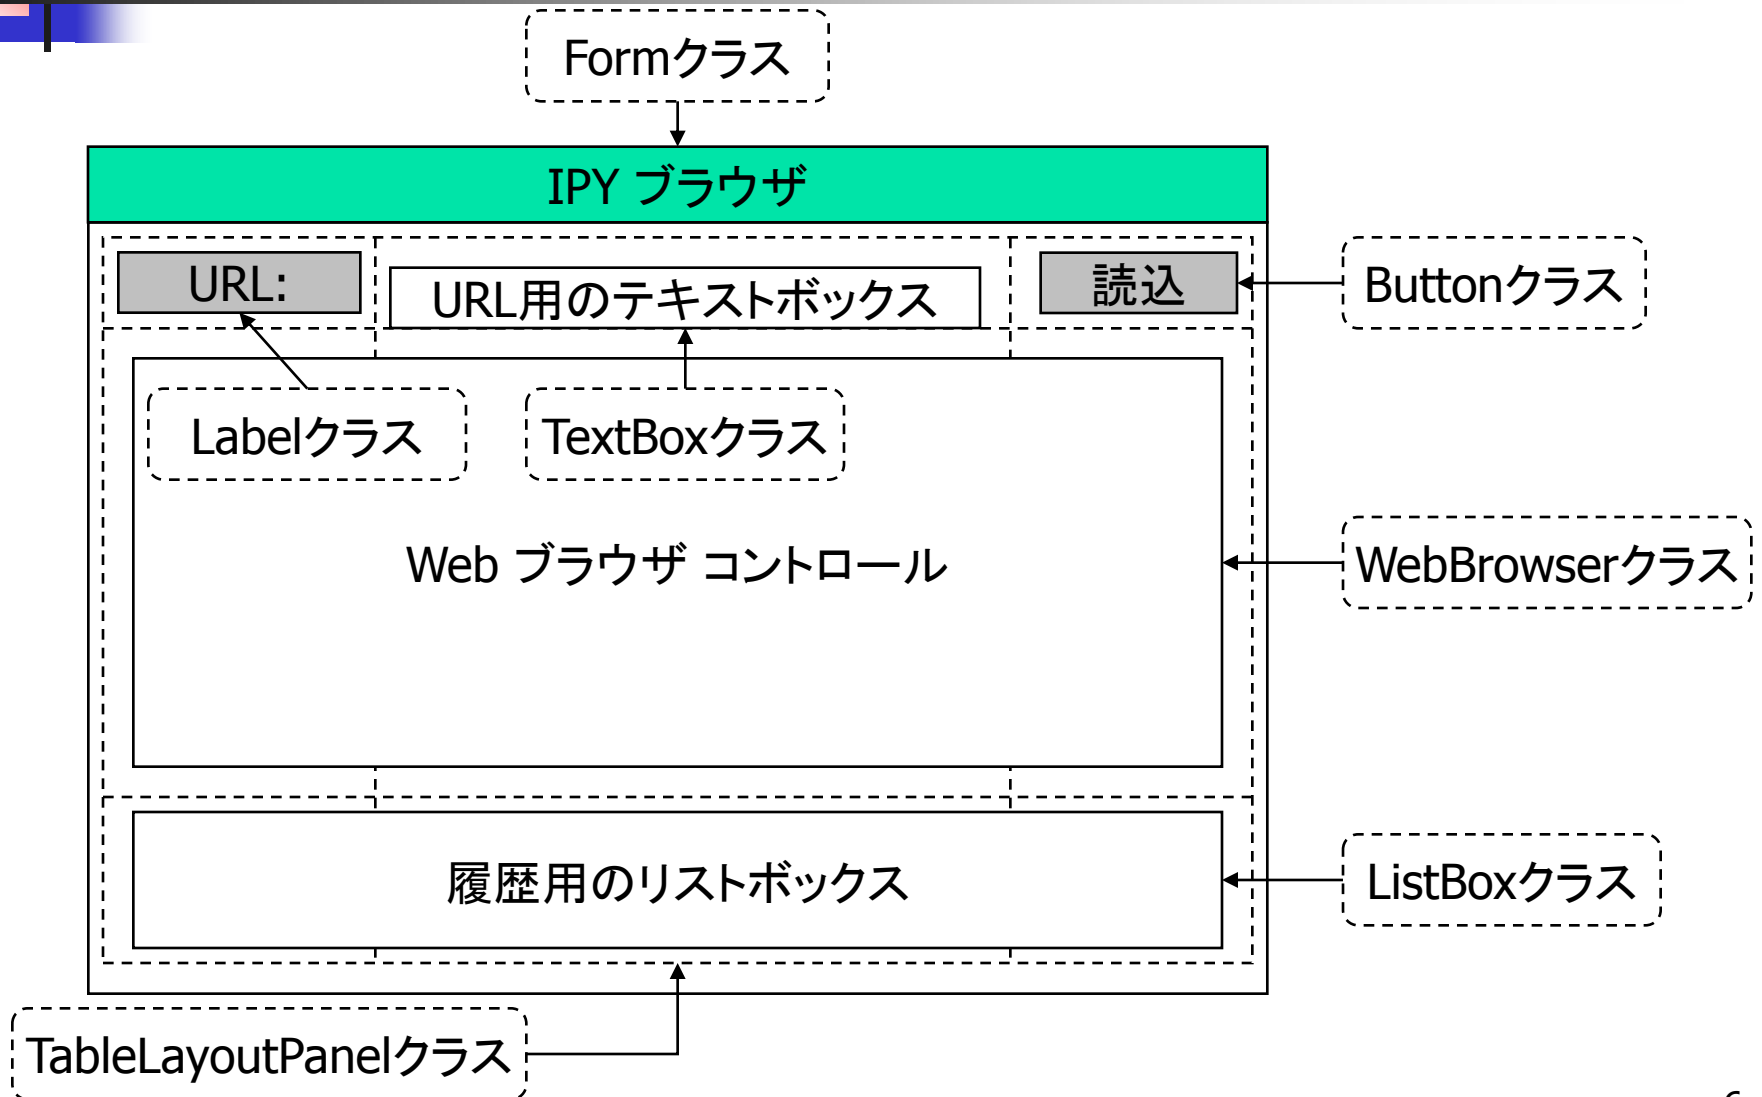 Formクラス
IPY ブラウザ
URL:
URL用のテキストボックス
読込
Buttonクラス
Labelクラス
TextBoxクラス
Web ブラウザ コントロール
WebBrowserクラス
履歴用のリストボックス
ListBoxクラス
TableLayoutPanelクラス